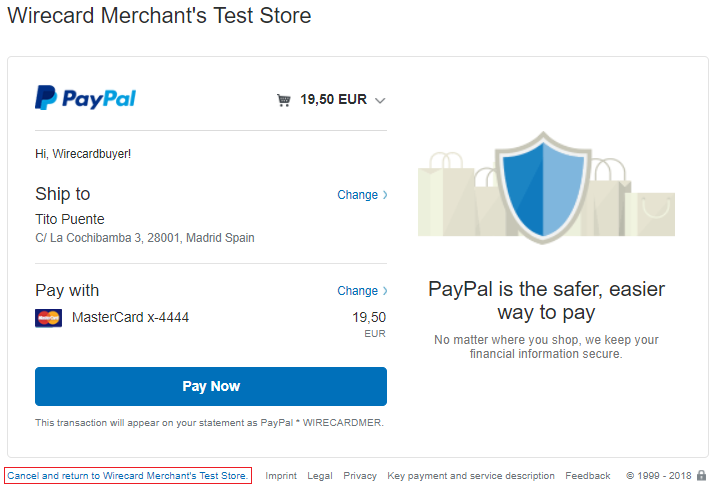 Wirecard Merchant's Test Store
PayPal
19,50 EUR
Hi, Wirecardbuyer!
Ship to
Change
Tito Puente
C/ La Cochibamba 3, 28001, Madrid Spain
Pay with
Change
MasterCard
MasterCard x-4444
19,50
EUR
Pay Now
This transaction will appear on your statement as PayPal * WIRECARDMER.
PayPal is the safer, easier
way to pay
No matter where you shop, we keep your
financial information secure.
Cancel and return to Wirecard Merchant's Test Store.
Imprint
Legal
Privacy
Key payment and service description
Feedback
© 1999 - 2018